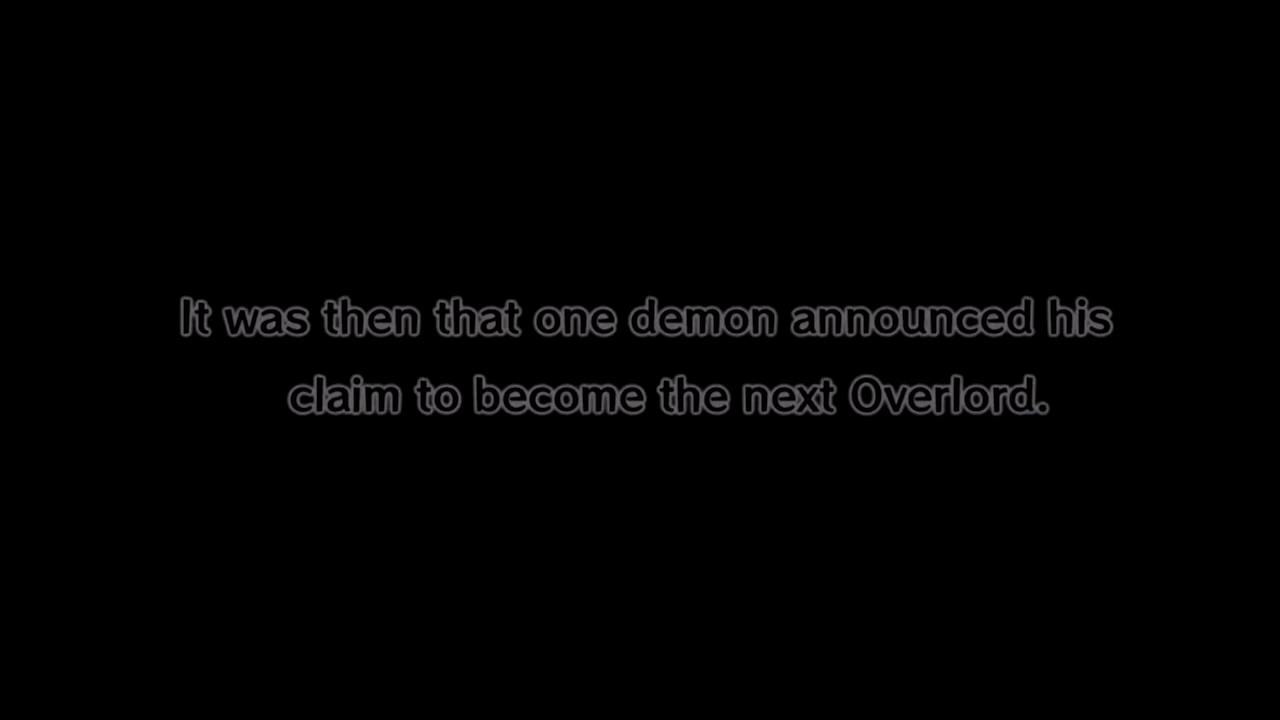 It was then that one demon announced his
claim to become the next Overlord.